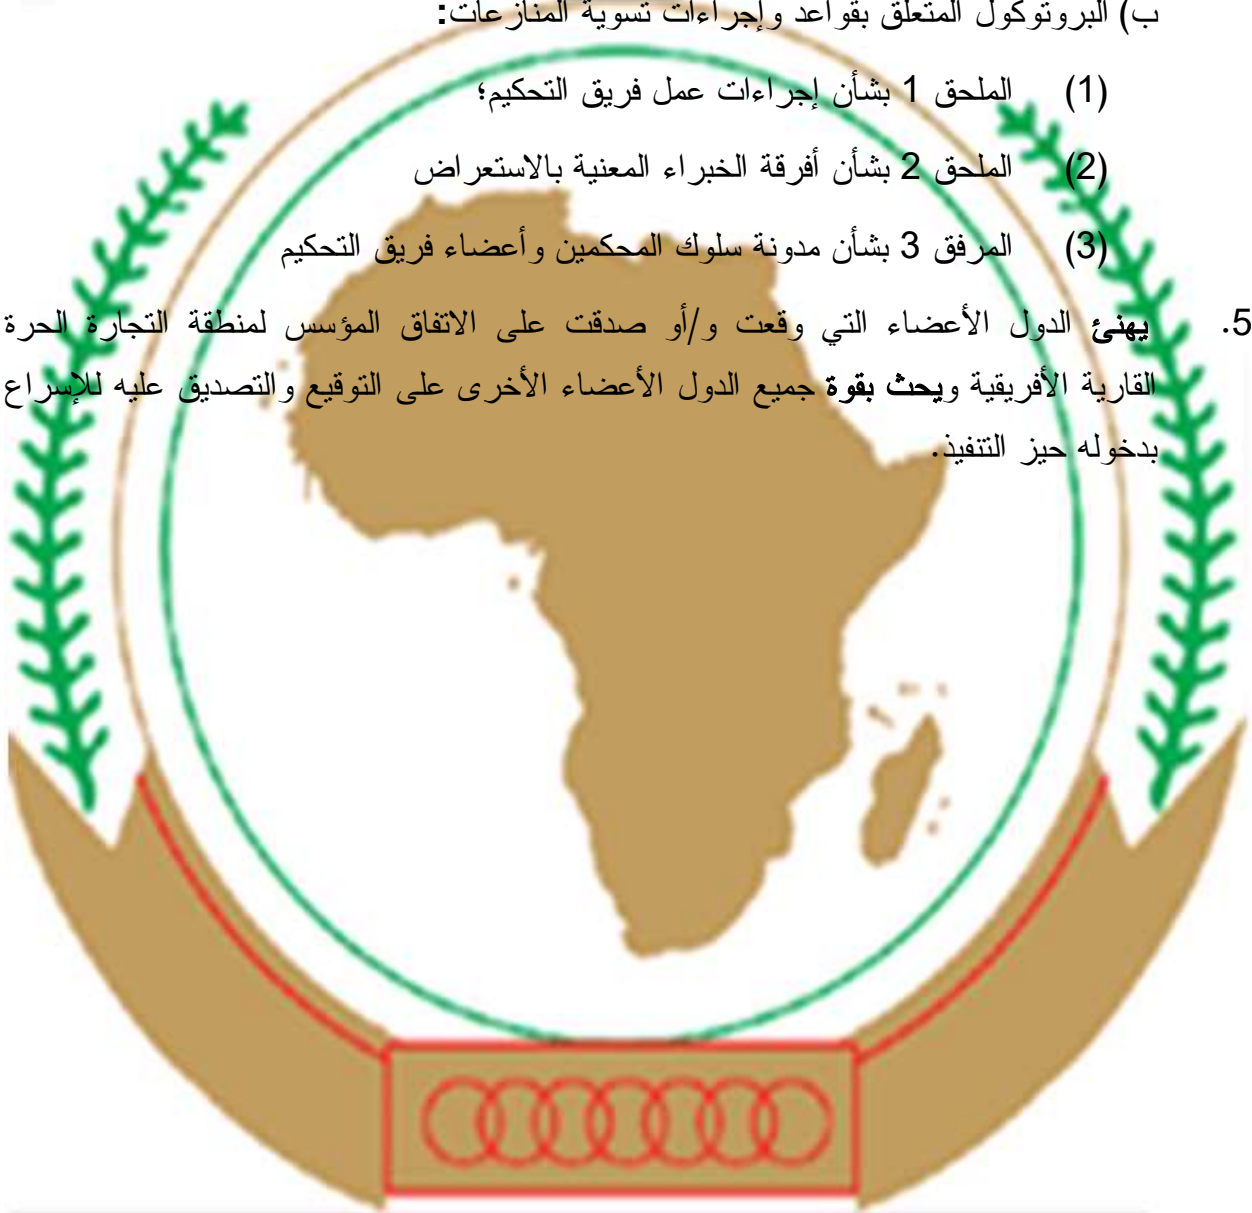 ب) البروتوكول المتعلق بقواعد وإجراءات تسوية المنازعات:
(1) الملحق 1 بشأن إجراءات عمل فريق التحكيم؛
(2) الملحق 2 بشأن أفرقة الخبراء المعنية بالاستعراض
(3) المرفق 3 بشأن مدونة سلوك المحكمين وأعضاء فريق التحكيم
5. يهنئ الدول الأعضاء التي وقعت و/أو صدقت على الاتفاق المؤسس لمنطقة التجارة الحرة
القارية الأفريقية ويحث بقوة جميع الدول الأعضاء الأخرى على التوقيع والتصديق عليه للإسراع
بدخوله حيز التنفيذ.